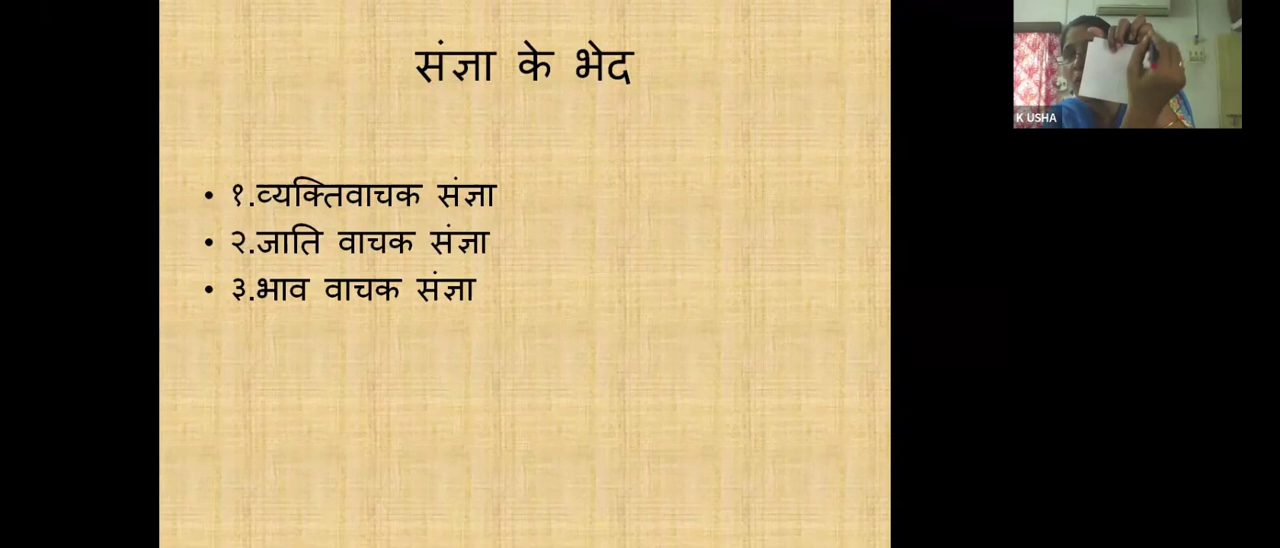 संज्ञा के भेद
• १.व्यक्तिवाचक संज्ञा
• २.जाति वाचक संज्ञा
• ३.भाव वाचक संज्ञा
K USHA